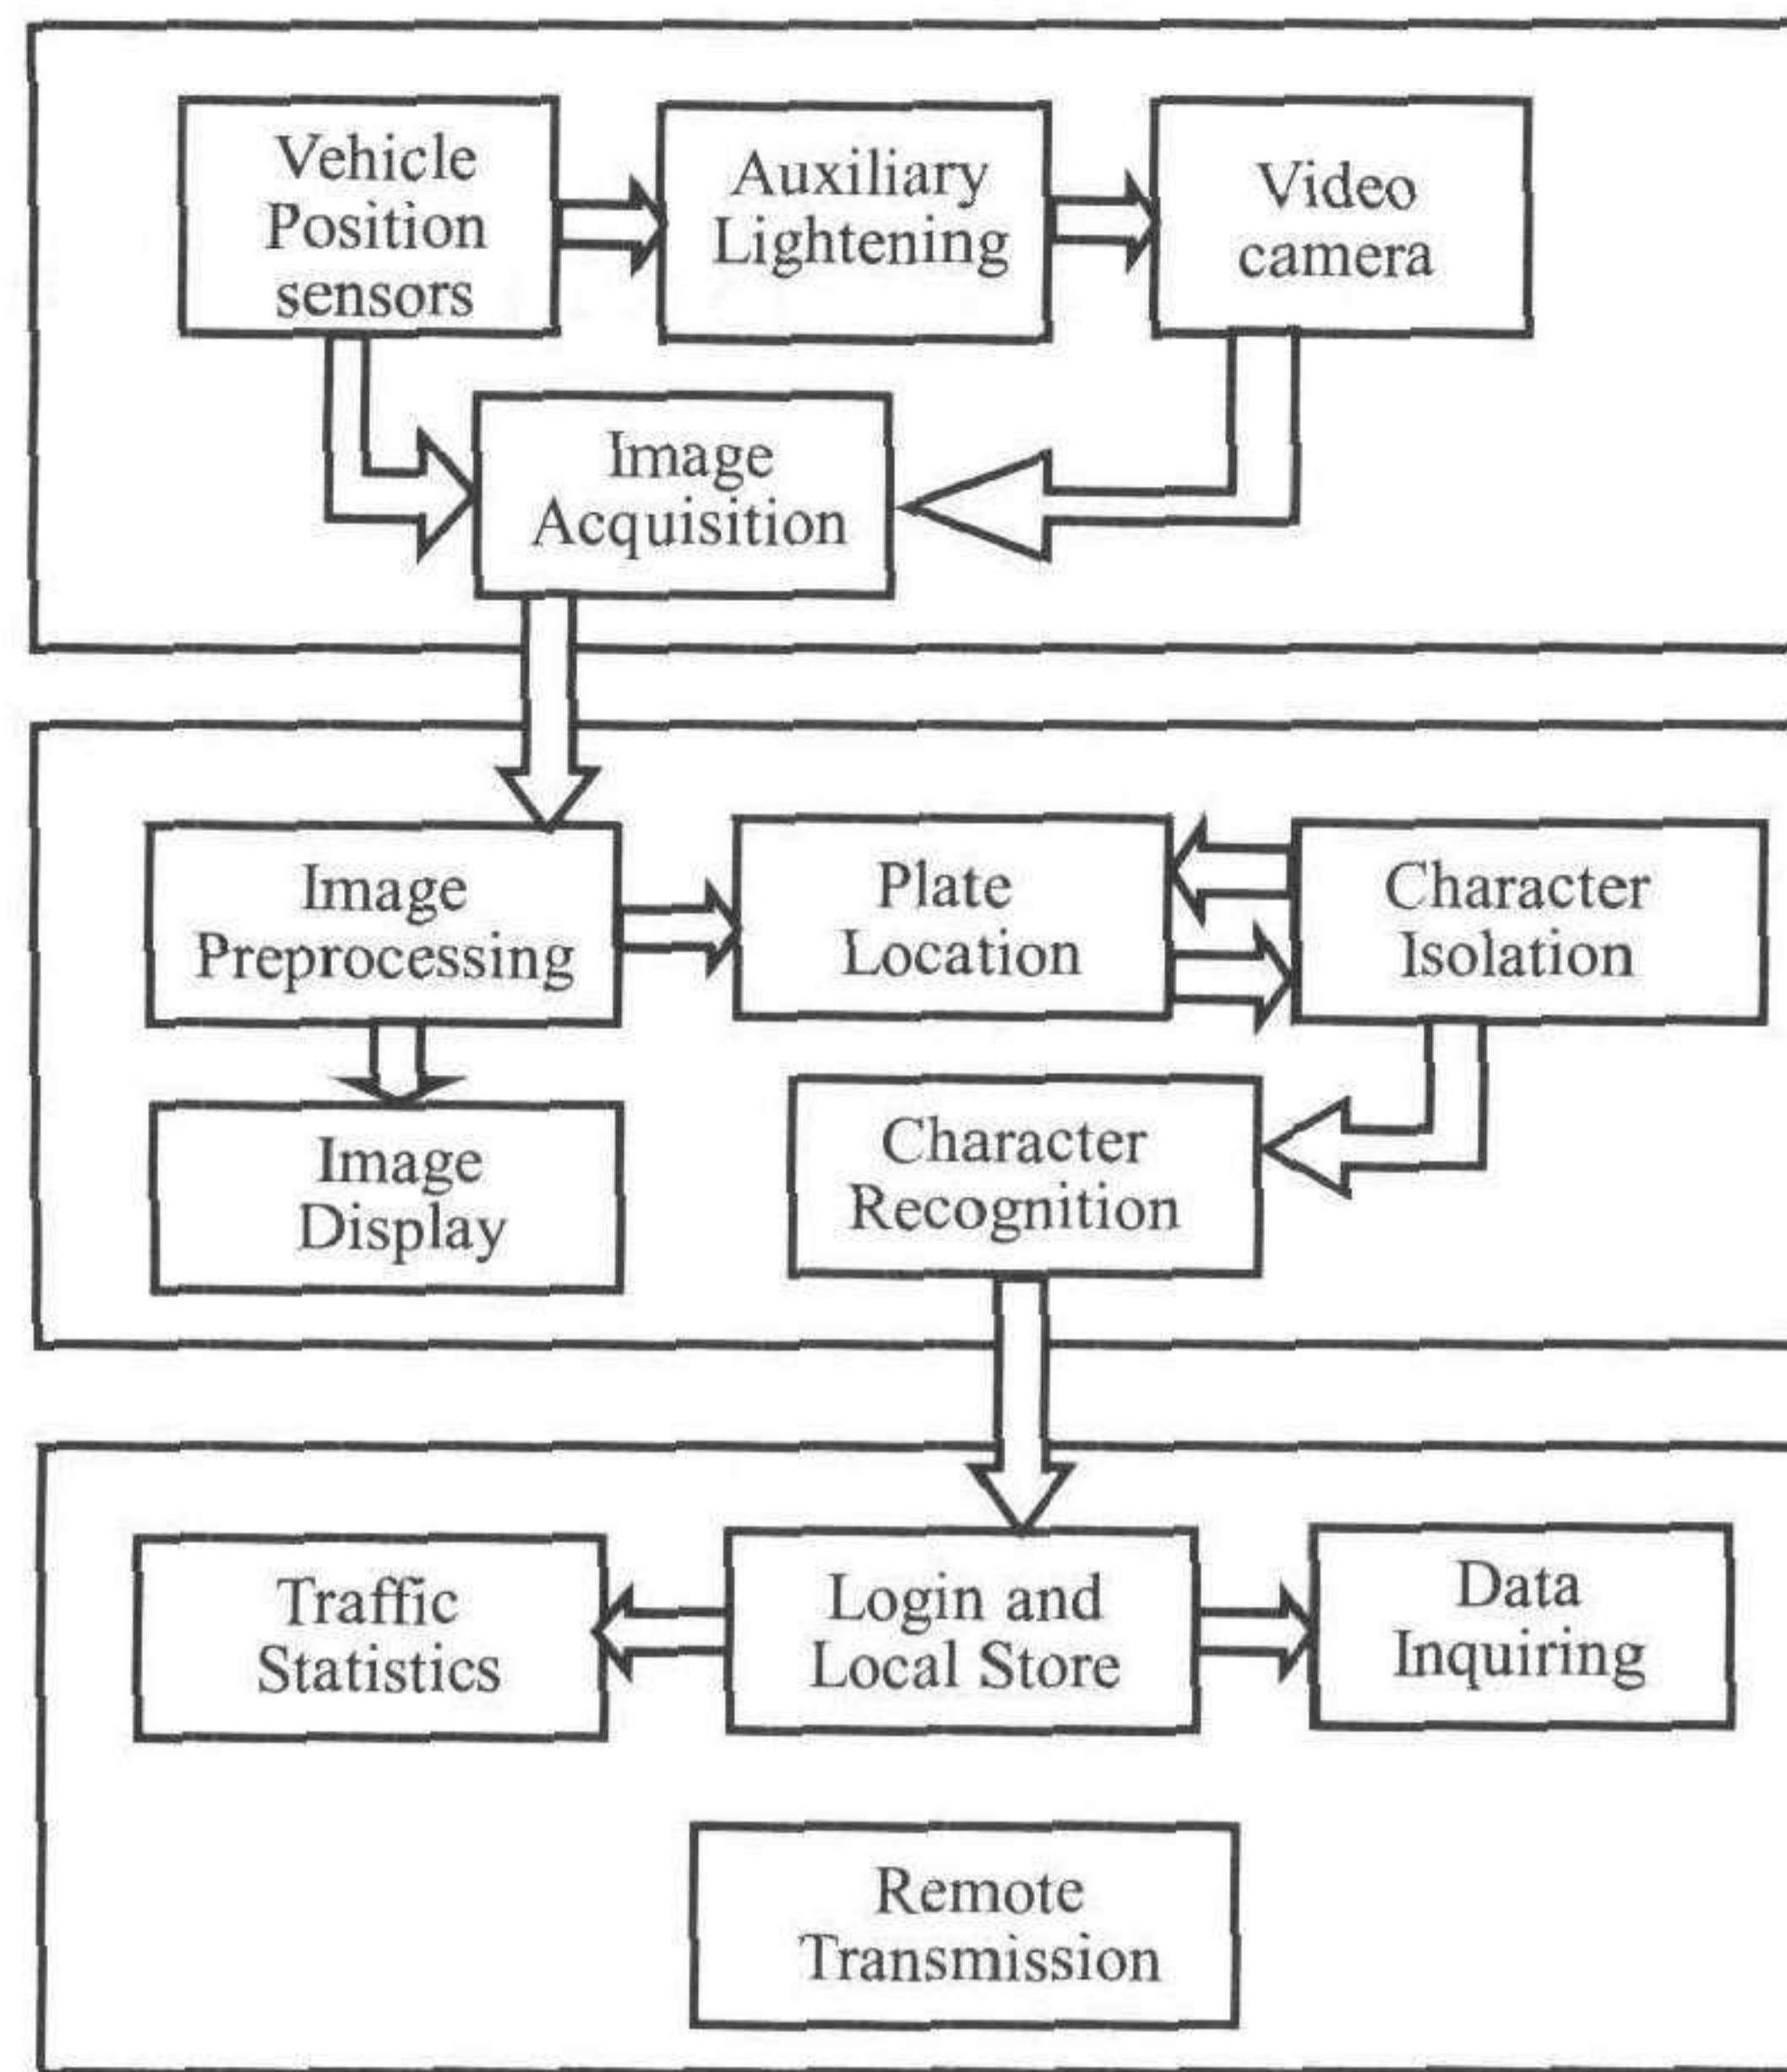 Vehicle
Position
sensors
Auxiliary
Lightening
Video
camera
Image
Acquisition
Image
Preprocessing
Plate
Location
Character
Isolation
Image
Display
Character
Recognition
Traffic
Statistics
Login and
Local Store
Data
Inquiring
Remote
Transmission